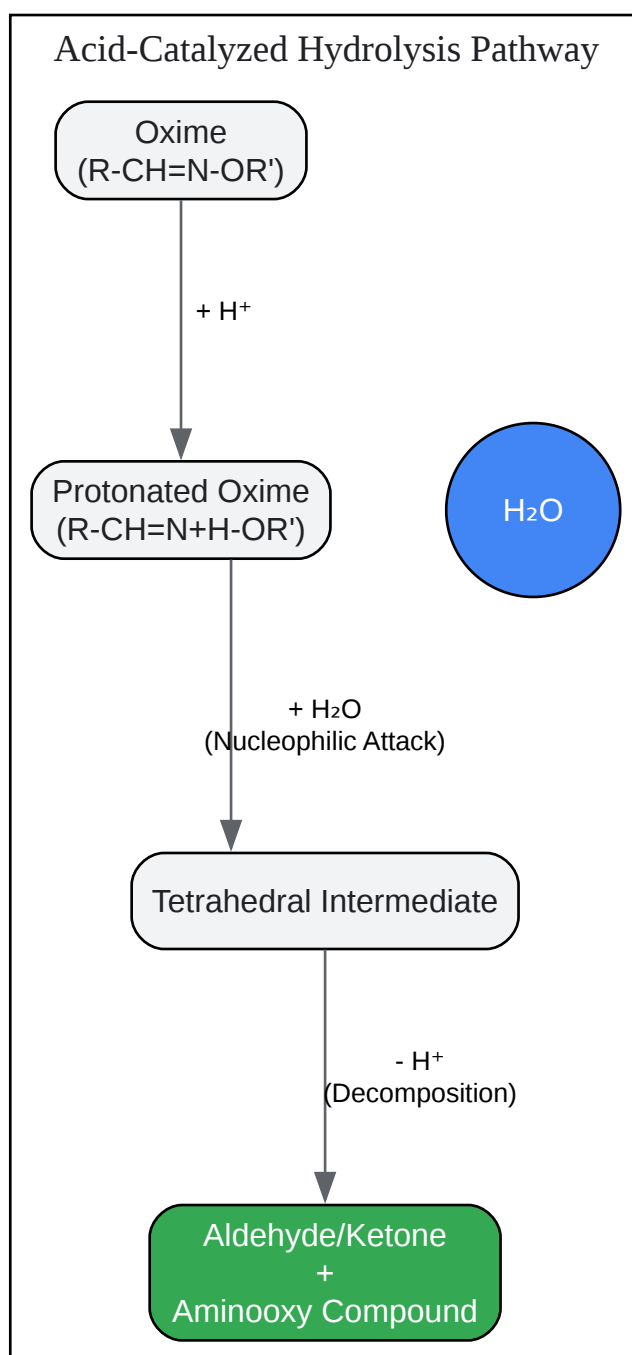 Acid-Catalyzed Hydrolysis Pathway
Oxime
(R-CH=N-OR')
+ H⁺
Protonated Oxime
(R-CH=N+H-OR')
H₂O
+ H₂O
(Nucleophilic Attack)
Tetrahedral Intermediate
- H⁺
(Decomposition)
Aldehyde/Ketone
+
Aminooxy Compound